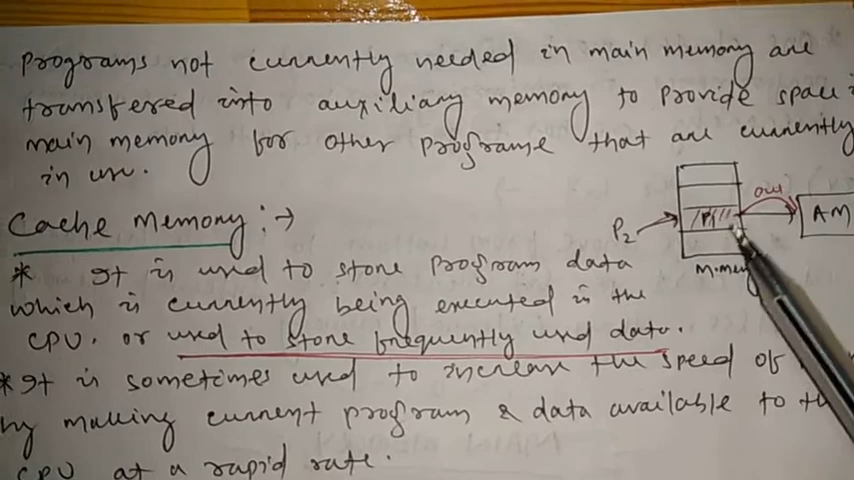 Programs not currently needed in main memory are
transfered into auxiliary memory to provide space
main memory for other programs that are currently
in use.
Cache Memory :→
* It is used to store program data
which is currently being executed in the
CPU. or used to store frequently used data.
* It is sometimes used to increase the speed of
by making current program & data available to
CPU at a rapid rate.
P2
P1
out
AM